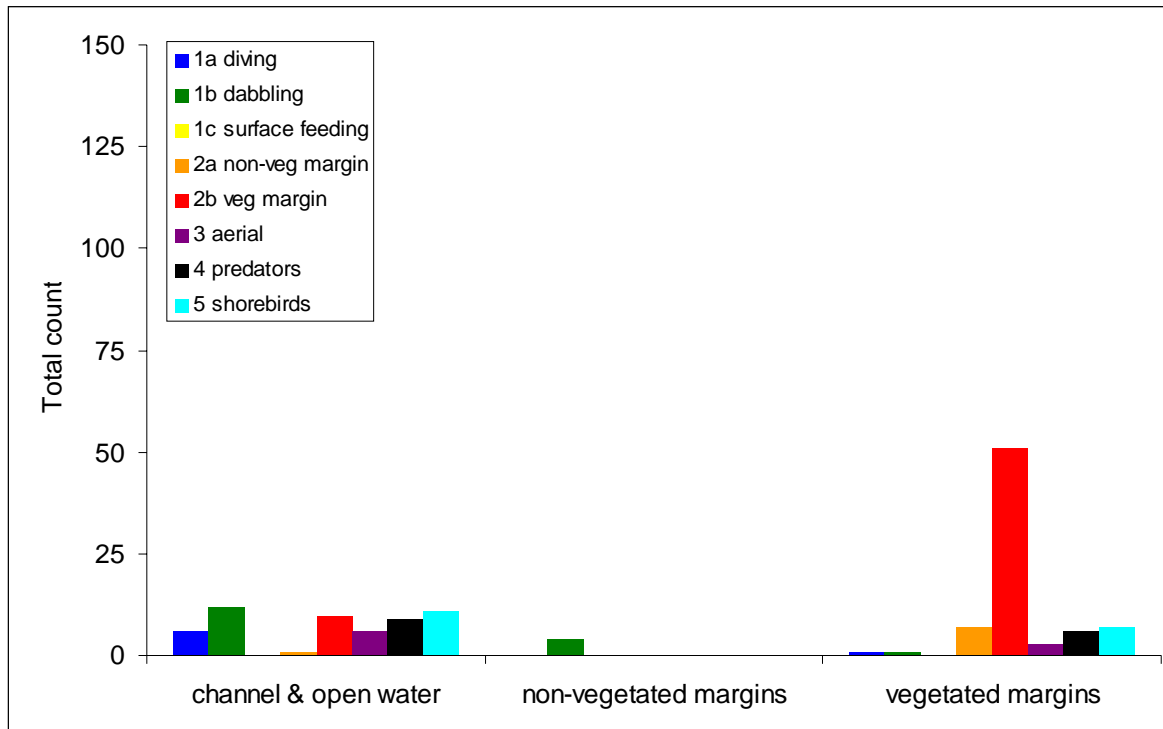 150
125
100
75
50
25
0
Total count
1a diving
1b dabbling
1c surface feeding
2a non-veg margin
2b veg margin
3 aerial
4 predators
5 shorebirds
channel & open water
non-vegetated margins
vegetated margins